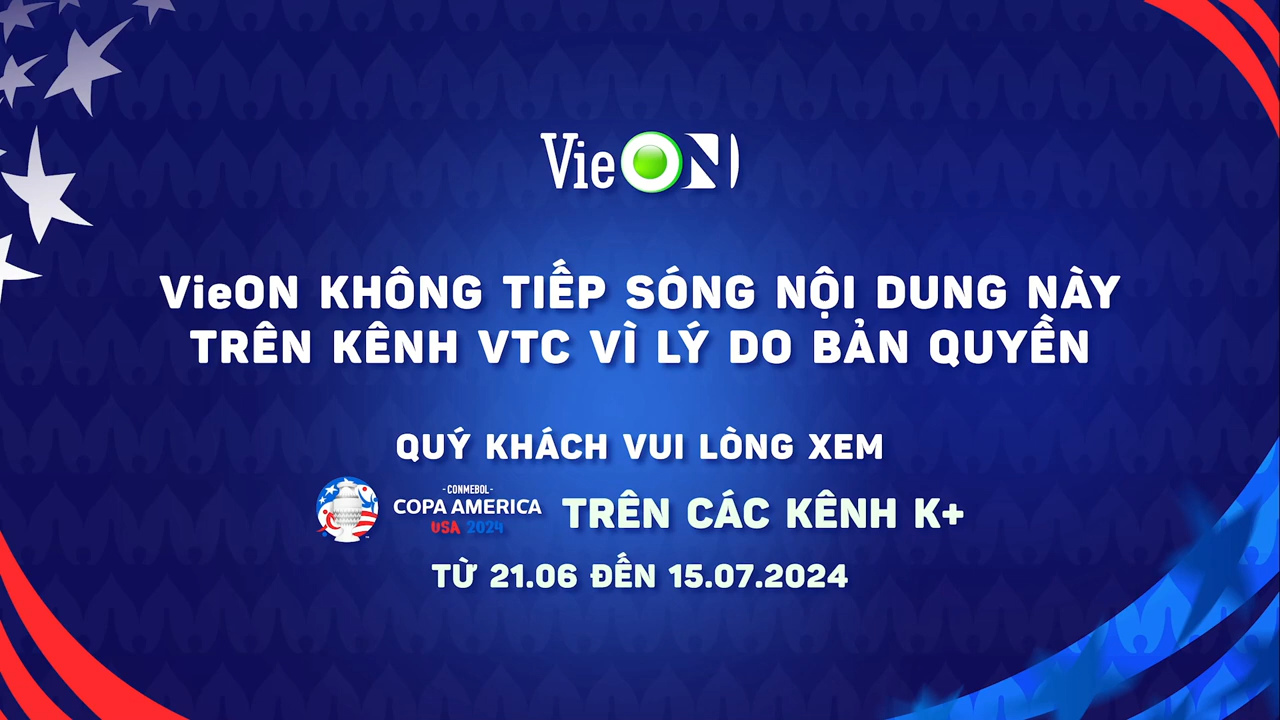 VieON
VieON KHÔNG TIẾP SÓNG NỘI DUNG NÀY
TRÊN KÊNH VTC VÌ LÝ DO BẢN QUYỀN
QUÝ KHÁCH VUI LÒNG XEM
-CONMEBOL-
COPA AMERICA
USA 2024
TRÊN CÁC KÊNH K+
TỪ 21.06 ĐẾN 15.07.2024